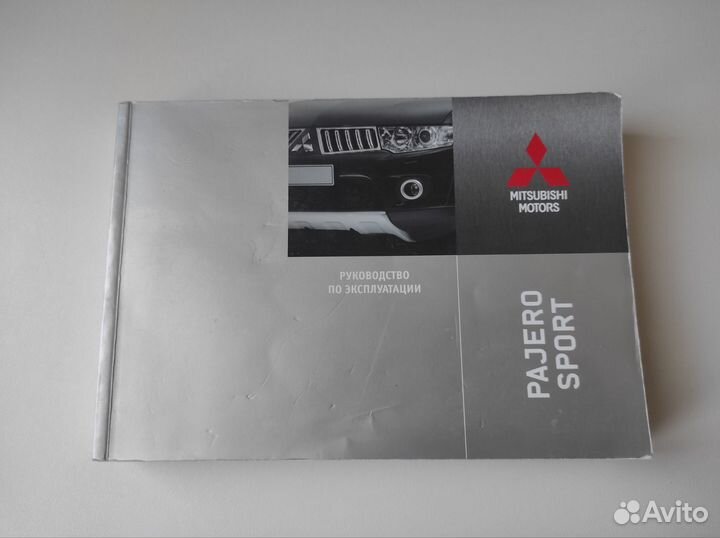 MITSUBISHI
MOTORS
РУКОВОДСТВО
ПО ЭКСПЛУАТАЦИИ
PAJERO
SPORT
Avito